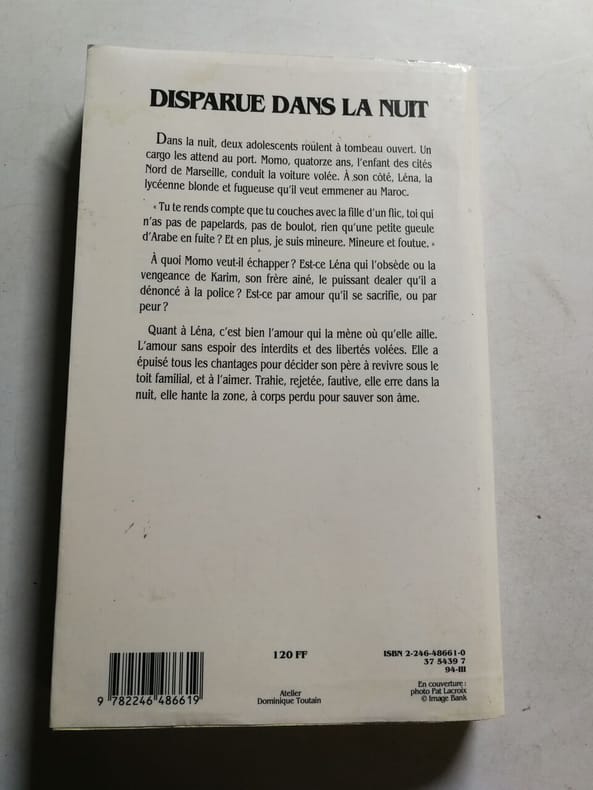 DISPARUE DANS LA NUIT
Dans la nuit, deux adolescents roulent à tombeau ouvert. Un
cargo les attend au port. Momo, quatorze ans, l'enfant des cités
Nord de Marseille, conduit la voiture volée. À son côté, Léna, la
lycéenne blonde et fugueuse qu'il veut emmener au Maroc.
« Tu te rends compte que tu couches avec la fille d'un flic, toi qui
n'as pas de papelards, pas de boulot, rien qu'une petite gueule
d'Arabe en fuite ? Et en plus, je suis mineure. Mineure et foutue. »
À quoi Momo veut-il échapper ? Est-ce Léna qui l'obsède ou la
vengeance de Karim, son frère aîné, le puissant dealer qu'il a
dénoncé à la police ? Est-ce par amour qu'il se sacrifie, ou par
peur ?
Quant à Léna, c'est bien l'amour qui la mène où qu'elle aille.
L'amour sans espoir des interdits et des libertés volées. Elle a
épuisé tous les chantages pour décider son père à revivre sous le
toit familial, et à l'aimer. Trahie, rejetée, fautive, elle erre dans la
nuit, elle hante la zone, à corps perdu pour sauver son âme.
9 782246 486619
120 FF
Atelier
Dominique Toutain
ISBN 2-246-48661-0
37 5439 7
94-III
En couverture :
photo Pat Lacroix
© Image Bank